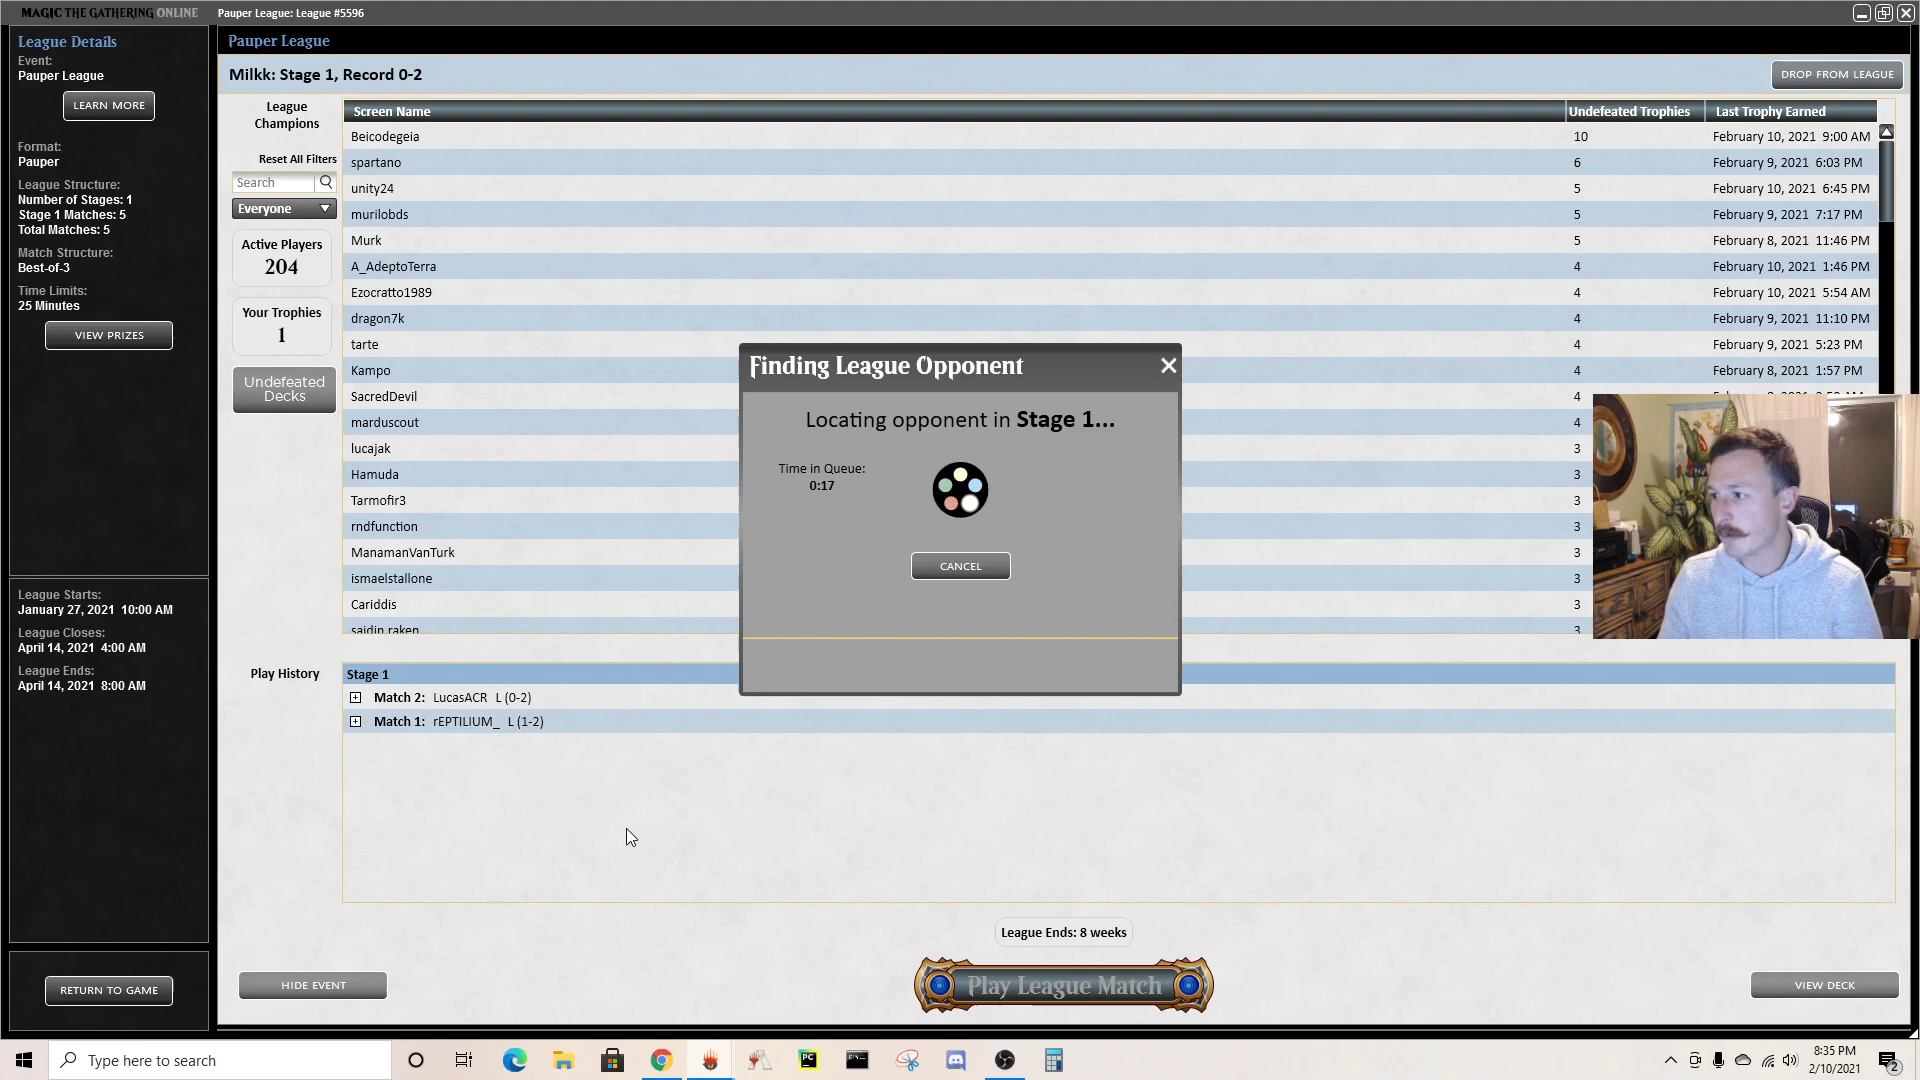 MAGIC THE GATHERING ONLINE
Pauper League: League #5596
League Details
Event:
Pauper League
LEARN MORE
Format:
Pauper
League Structure:
Number of Stages: 1
Stage 1 Matches: 5
Total Matches: 5
Match Structure:
Best-of-3
Time Limits:
25 Minutes
VIEW PRIZES
League Starts:
January 27, 2021 10:00 AM
League Closes:
April 14, 2021 4:00 AM
League Ends:
April 14, 2021 8:00 AM
RETURN TO GAME
Pauper League
Milkk: Stage 1, Record 0-2
DROP FROM LEAGUE
League
Champions
Reset All Filters
Search
Everyone
Active Players
204
Your Trophies
1
Undefeated
Decks
Screen Name Undefeated Trophies Last Trophy Earned
Beicodegeia 10 February 10, 2021 9:00 AM
spartano 6 February 9, 2021 6:03 PM
unity24 5 February 10, 2021 6:45 PM
murilobds 5 February 9, 2021 7:17 PM
Murk 5 February 8, 2021 11:46 PM
A_AdeptoTerra 4 February 10, 2021 1:46 PM
Ezocratto1989 4 February 10, 2021 5:54 AM
dragon7k 4 February 9, 2021 11:10 PM
tarte 4 February 9, 2021 5:23 PM
Kampo 4 February 8, 2021 1:57 PM
SacredDevil 4
marduscout 4
lucajak 3
Hamuda 3
Tarmofir3 3
rndfunction 3
ManamanVanTurk 3
ismaelstallone 3
Cariddis 3
saidin.raken 3
Finding League Opponent
Locating opponent in Stage 1...
Time in Queue:
0:17
CANCEL
Play History
Stage 1
Match 2: LucasACR L (0-2)
Match 1: rEPTILIUM_ L (1-2)
League Ends: 8 weeks
HIDE EVENT
Play League Match
VIEW DECK
Type here to search
PC
8:35 PM
2/10/2021
2